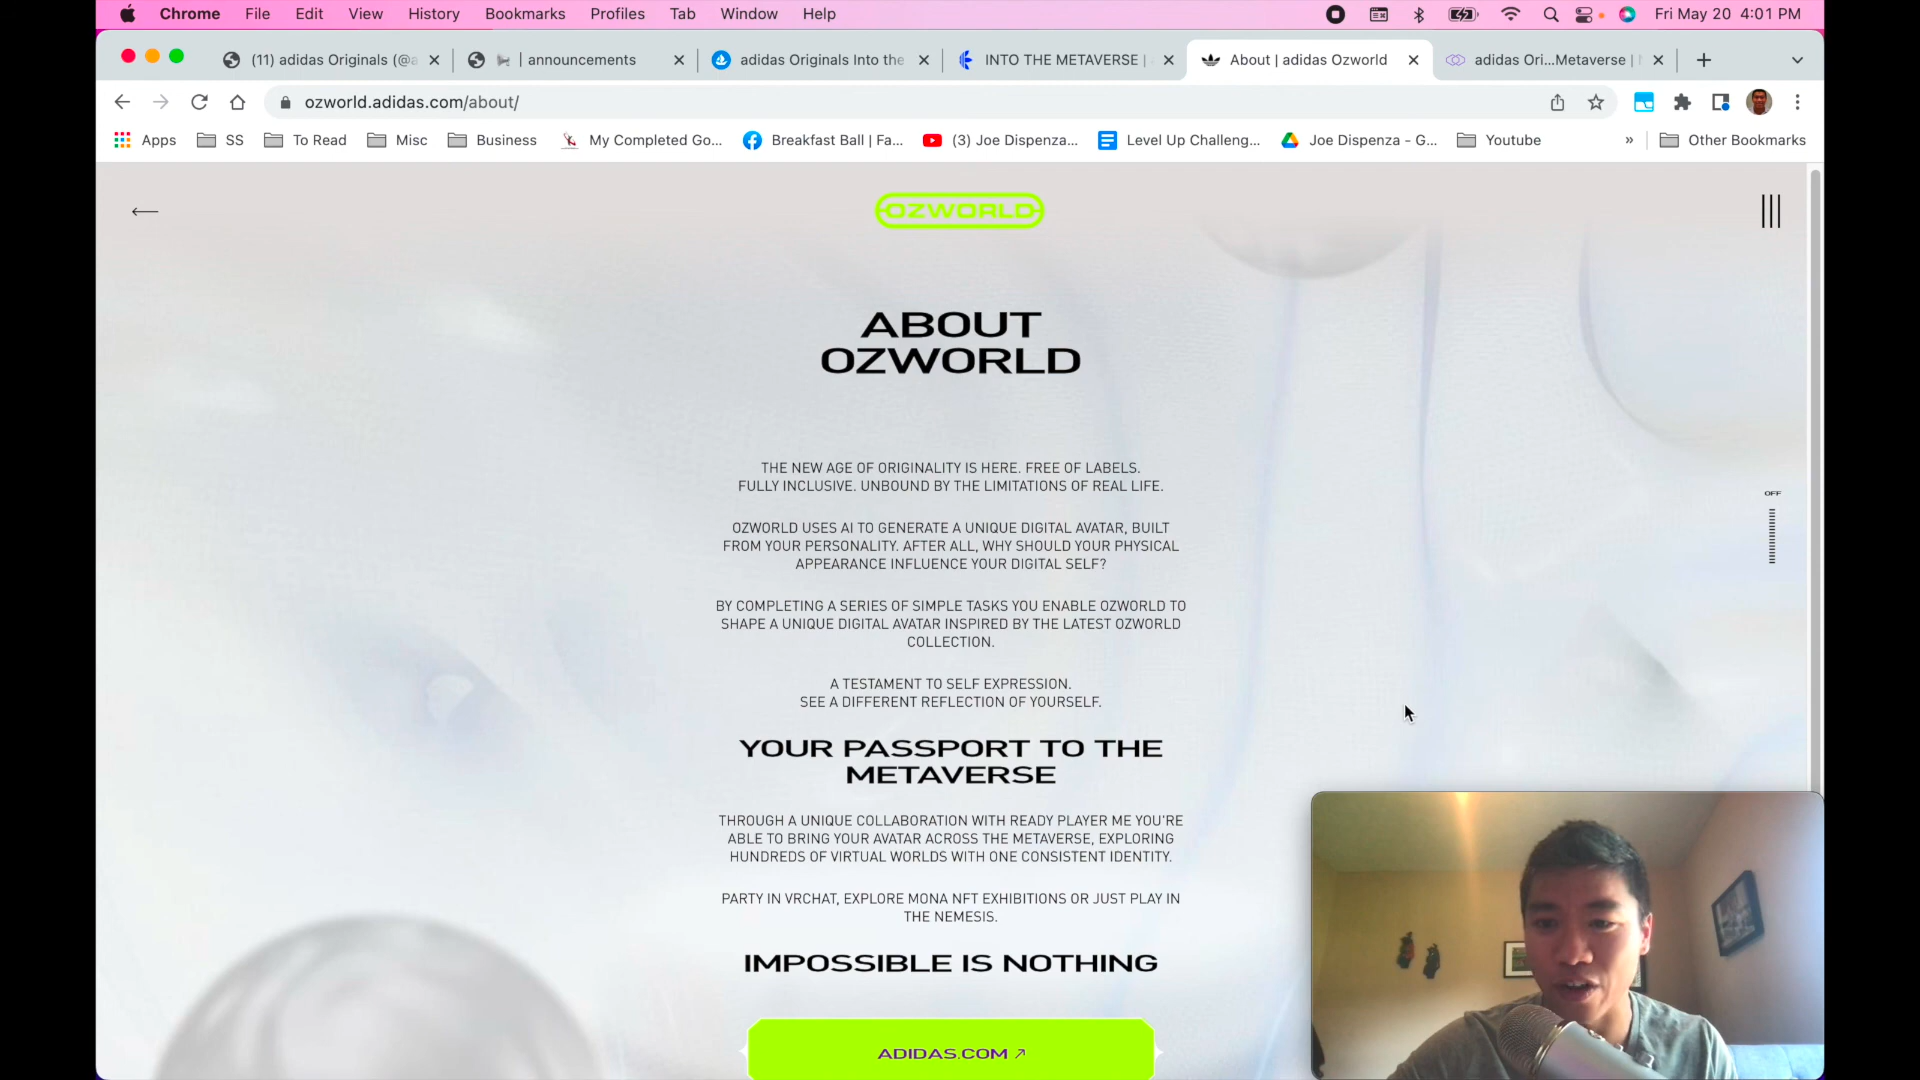 Chrome File Edit View History Bookmarks Profiles Tab Window Help Fri May 20 4:01 PM
(11) adidas Originals (@a | announcements adidas Originals Into the INTO THE METAVERSE | About | adidas Ozworld adidas Ori...Metaverse |
ozworld.adidas.com/about/
Apps SS To Read Misc Business My Completed Go... Breakfast Ball | Fa... (3) Joe Dispenza... Level Up Challeng... Joe Dispenza - G... Youtube » Other Bookmarks
OZWORLD
ABOUT
OZWORLD
THE NEW AGE OF ORIGINALITY IS HERE. FREE OF LABELS.
FULLY INCLUSIVE. UNBOUND BY THE LIMITATIONS OF REAL LIFE.
OFF
OZWORLD USES AI TO GENERATE A UNIQUE DIGITAL AVATAR, BUILT
FROM YOUR PERSONALITY. AFTER ALL, WHY SHOULD YOUR PHYSICAL
APPEARANCE INFLUENCE YOUR DIGITAL SELF?
BY COMPLETING A SERIES OF SIMPLE TASKS YOU ENABLE OZWORLD TO
SHAPE A UNIQUE DIGITAL AVATAR INSPIRED BY THE LATEST OZWORLD
COLLECTION.
A TESTAMENT TO SELF EXPRESSION.
SEE A DIFFERENT REFLECTION OF YOURSELF.
YOUR PASSPORT TO THE
METAVERSE
THROUGH A UNIQUE COLLABORATION WITH READY PLAYER ME YOU'RE
ABLE TO BRING YOUR AVATAR ACROSS THE METAVERSE, EXPLORING
HUNDREDS OF VIRTUAL WORLDS WITH ONE CONSISTENT IDENTITY.
PARTY IN VRCHAT, EXPLORE MONA NFT EXHIBITIONS OR JUST PLAY IN
THE NEMESIS.
IMPOSSIBLE IS NOTHING
ADIDAS.COM ↗